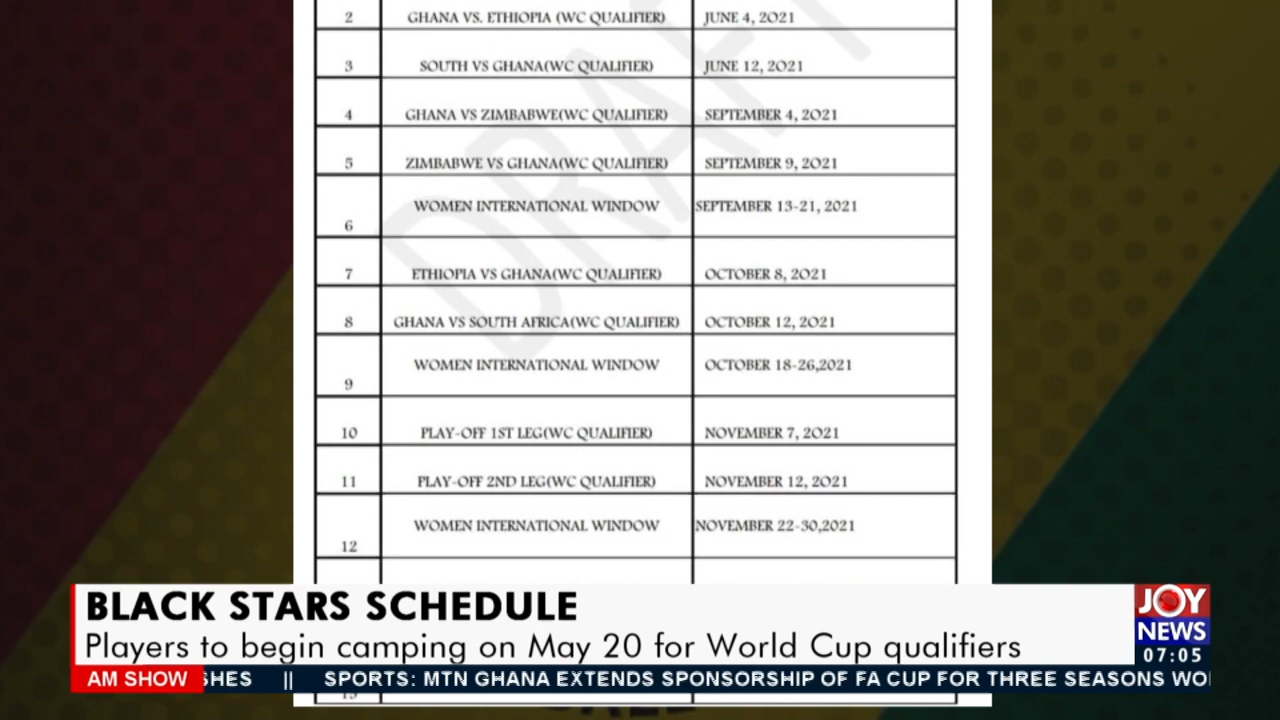 2 GHANA VS. ETHIOPIA (WC QUALIFIER) JUNE 4, 2021
3 SOUTH VS GHANA(WC QUALIFIER) JUNE 12, 2021
4 GHANA VS ZIMBABWE(WC QUALIFIER) SEPTEMBER 4, 2021
5 ZIMBABWE VS GHANA(WC QUALIFIER) SEPTEMBER 9, 2021
6 WOMEN INTERNATIONAL WINDOW SEPTEMBER 13-21, 2021
7 ETHIOPIA VS GHANA(WC QUALIFIER) OCTOBER 8, 2021
8 GHANA VS SOUTH AFRICA(WC QUALIFIER) OCTOBER 12, 2021
9 WOMEN INTERNATIONAL WINDOW OCTOBER 18-26,2021
10 PLAY-OFF 1ST LEG(WC QUALIFIER) NOVEMBER 7, 2021
11 PLAY-OFF 2ND LEG(WC QUALIFIER) NOVEMBER 12, 2021
12 WOMEN INTERNATIONAL WINDOW NOVEMBER 22-30,2021
DRAFT
BLACK STARS SCHEDULE
Players to begin camping on May 20 for World Cup qualifiers
JOY
NEWS
07:05
AM SHOW SHES || SPORTS: MTN GHANA EXTENDS SPONSORSHIP OF FA CUP FOR THREE SEASONS WO